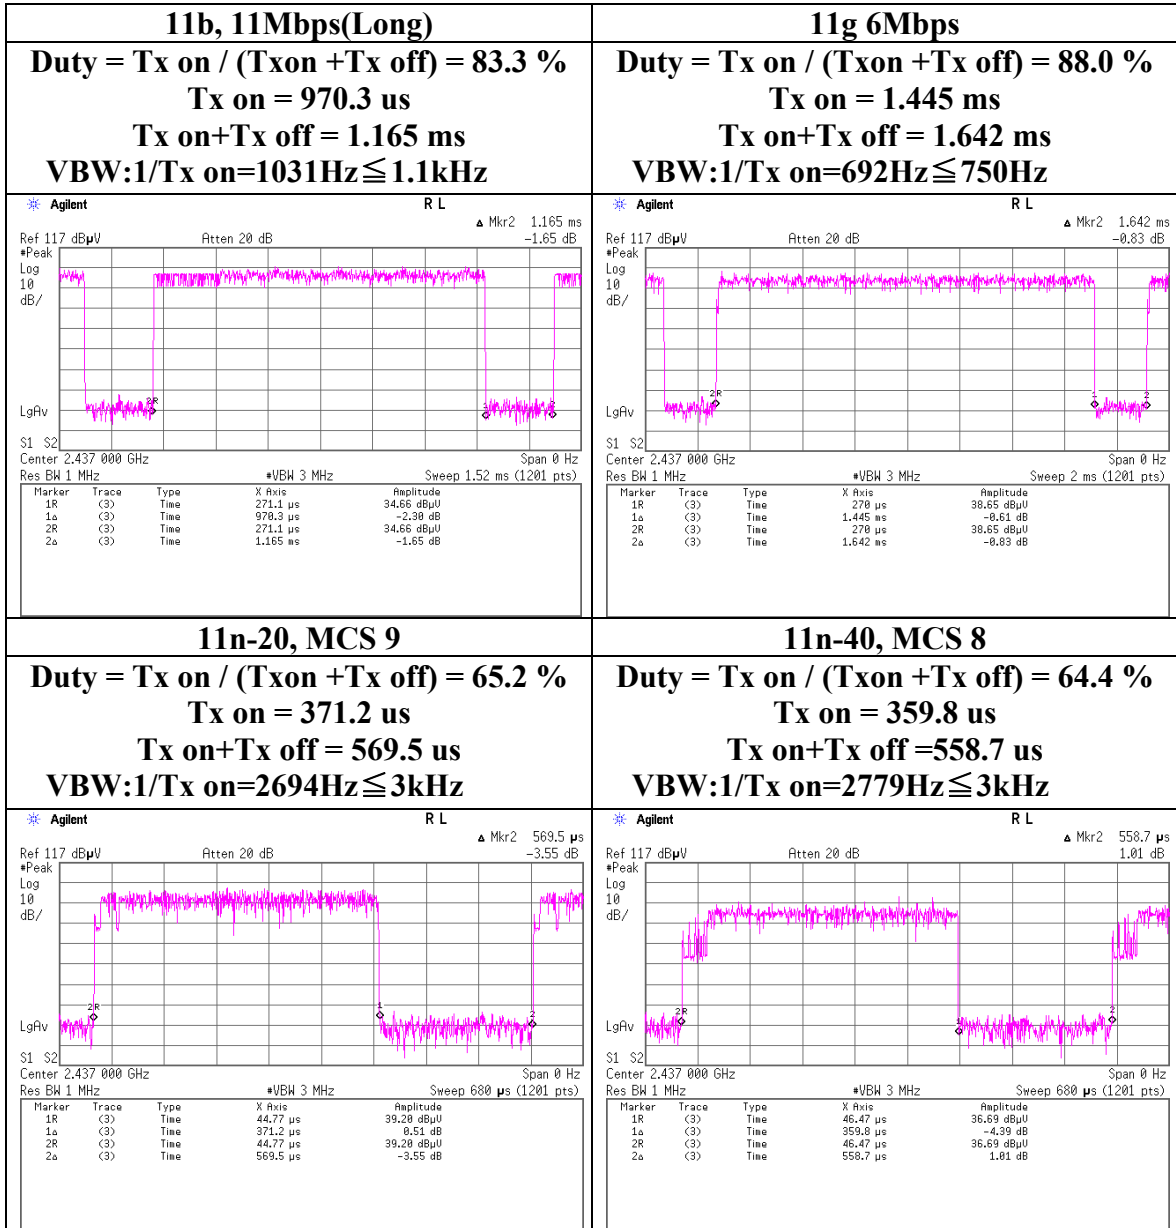 11b, 11Mbps(Long)
Duty = Tx on / (Txon +Tx off) = 83.3 %
Tx on = 970.3 us
Tx on+Tx off = 1.165 ms
VBW:1/Tx on=1031Hz≦1.1kHz
Agilent R L
Δ Mkr2 1.165 ms
Ref 117 dBµV Atten 20 dB -1.65 dB
#Peak
Log
10
dB/
2R
1
2
LgAv
S1 S2
Center 2.437 000 GHz Span 0 Hz
Res BW 1 MHz #VBW 3 MHz Sweep 1.52 ms (1201 pts)
Marker Trace Type X Axis Amplitude
1R (3) Time 271.1 µs 34.66 dBµV
1Δ (3) Time 970.3 µs -2.30 dB
2R (3) Time 271.1 µs 34.66 dBµV
2Δ (3) Time 1.165 ms -1.65 dB
11g 6Mbps
Duty = Tx on / (Txon +Tx off) = 88.0 %
Tx on = 1.445 ms
Tx on+Tx off = 1.642 ms
VBW:1/Tx on=692Hz≦750Hz
Agilent R L
Δ Mkr2 1.642 ms
Ref 117 dBµV Atten 20 dB -0.83 dB
#Peak
Log
10
dB/
2R
1
2
LgAv
S1 S2
Center 2.437 000 GHz Span 0 Hz
Res BW 1 MHz #VBW 3 MHz Sweep 2 ms (1201 pts)
Marker Trace Type X Axis Amplitude
1R (3) Time 270 µs 38.65 dBµV
1Δ (3) Time 1.445 ms -0.61 dB
2R (3) Time 270 µs 38.65 dBµV
2Δ (3) Time 1.642 ms -0.83 dB
11n-20, MCS 9
Duty = Tx on / (Txon +Tx off) = 65.2 %
Tx on = 371.2 us
Tx on+Tx off = 569.5 us
VBW:1/Tx on=2694Hz≦3kHz
Agilent R L
Δ Mkr2 569.5 µs
Ref 117 dBµV Atten 20 dB -3.55 dB
#Peak
Log
10
dB/
2R
1
2
LgAv
S1 S2
Center 2.437 000 GHz Span 0 Hz
Res BW 1 MHz #VBW 3 MHz Sweep 680 µs (1201 pts)
Marker Trace Type X Axis Amplitude
1R (3) Time 44.77 µs 39.20 dBµV
1Δ (3) Time 371.2 µs 0.51 dB
2R (3) Time 44.77 µs 39.20 dBµV
2Δ (3) Time 569.5 µs -3.55 dB
11n-40, MCS 8
Duty = Tx on / (Txon +Tx off) = 64.4 %
Tx on = 359.8 us
Tx on+Tx off =558.7 us
VBW:1/Tx on=2779Hz≦3kHz
Agilent R L
Δ Mkr2 558.7 µs
Ref 117 dBµV Atten 20 dB 1.01 dB
#Peak
Log
10
dB/
2R
1
2
LgAv
S1 S2
Center 2.437 000 GHz Span 0 Hz
Res BW 1 MHz #VBW 3 MHz Sweep 680 µs (1201 pts)
Marker Trace Type X Axis Amplitude
1R (3) Time 46.47 µs 36.69 dBµV
1Δ (3) Time 359.8 µs -4.39 dB
2R (3) Time 46.47 µs 36.69 dBµV
2Δ (3) Time 558.7 µs 1.01 dB